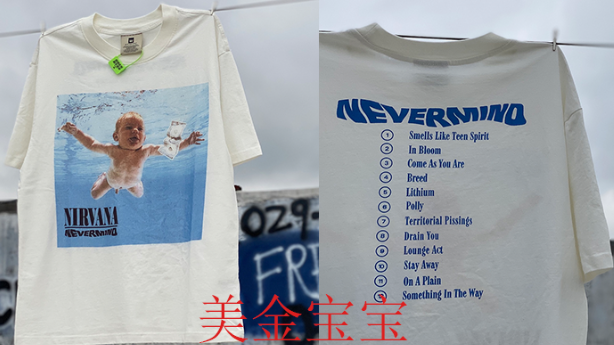 NIRVANA
NEVERMIND
NEVERMIND
1 Smells Like Teen Spirit
2 In Bloom
3 Come As You Are
4 Breed
5 Lithium
6 Polly
7 Territorial Pissings
8 Drain You
9 Lounge Act
10 Stay Away
11 On A Plain
12 Something In The Way
029-
FRI
美金宝宝